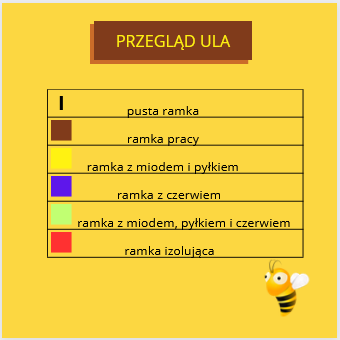 PRZEGLĄD ULA
pusta ramka
ramka pracy
ramka z miodem i pyłkiem
ramka z czerwiem
ramka z miodem, pyłkiem i czerwiem
ramka izolująca